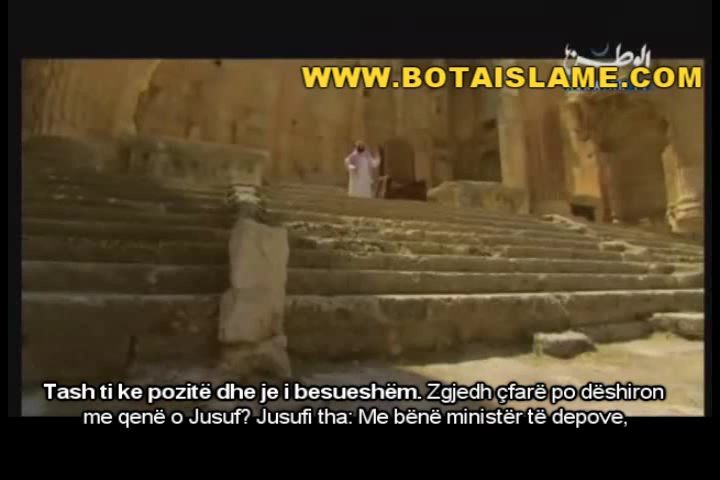 الوطن
WWW.BOTAISLAME.COM
Tash ti ke pozitë dhe je i besueshëm. Zgjedh çfarë po dëshiron
me qenë o Jusuf? Jusufi tha: Me bënë ministër të depove,